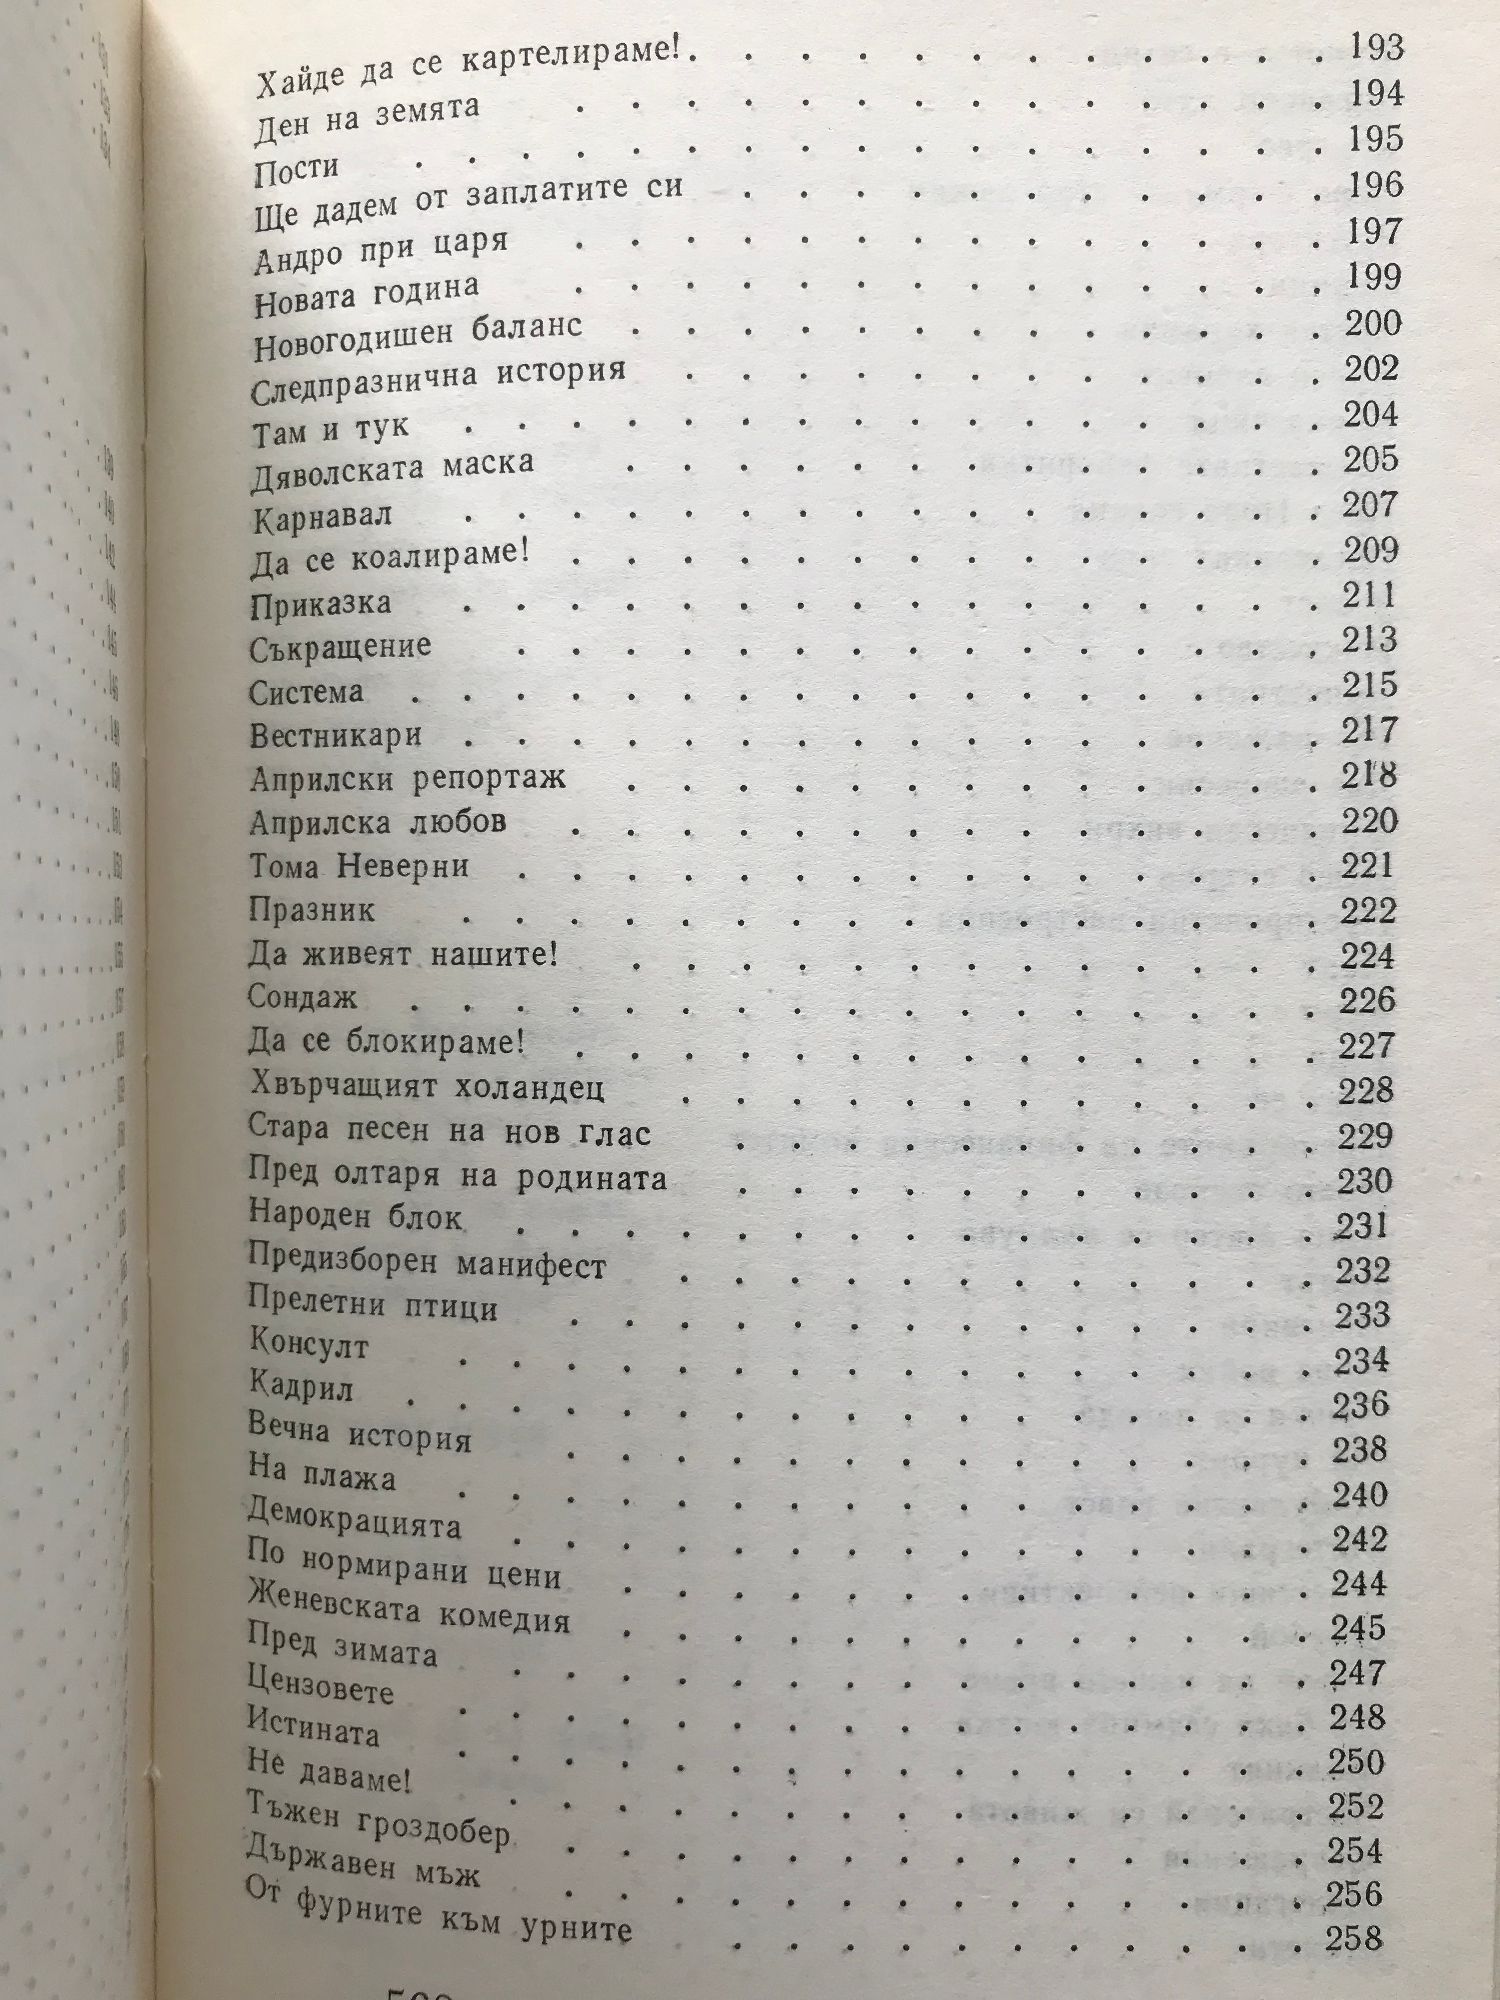 Хайде да се картелираме! . . . . . . . . . . . . 193
Ден на земята . . . . . . . . . . . . . . 194
Пости . . . . . . . . . . . . . . . . . 195
Ще дадем от заплатите си . . . . . . . . . . . 196
Андро при царя . . . . . . . . . . . . . . 197
Новата година . . . . . . . . . . . . . . 199
Новогодишен баланс . . . . . . . . . . . . . 200
Следпразнична история . . . . . . . . . . . . 202
Там и тук . . . . . . . . . . . . . . . . 204
Дяволската маска . . . . . . . . . . . . . 205
Карнавал . . . . . . . . . . . . . . . . 207
Да се коалираме! . . . . . . . . . . . . . . 209
Приказка . . . . . . . . . . . . . . . . 211
Съкращение . . . . . . . . . . . . . . . 213
Система . . . . . . . . . . . . . . . . . 215
Вестникари . . . . . . . . . . . . . . . . 217
Априлски репортаж . . . . . . . . . . . . . 218
Априлска любов . . . . . . . . . . . . . . 220
Тома Неверни . . . . . . . . . . . . . . . 221
Празник . . . . . . . . . . . . . . . . 222
Да живеят нашите! . . . . . . . . . . . . . 224
Сондаж . . . . . . . . . . . . . . . . . 226
Да се блокираме! . . . . . . . . . . . . . . 227
Хвърчащият холандец . . . . . . . . . . . . 228
Стара песен на нов глас . . . . . . . . . . . 229
Пред олтаря на родината . . . . . . . . . . . 230
Народен блок . . . . . . . . . . . . . . . 231
Предизборен манифест . . . . . . . . . . . . 232
Прелетни птици . . . . . . . . . . . . . . 233
Консулт . . . . . . . . . . . . . . . . 234
Кадрил . . . . . . . . . . . . . . . . . 236
Вечна история . . . . . . . . . . . . . . 238
На плажа . . . . . . . . . . . . . . . . 240
Демокрацията . . . . . . . . . . . . . . . 242
По нормирани цени . . . . . . . . . . . . . 244
Женевската комедия . . . . . . . . . . . . . 245
Пред зимата . . . . . . . . . . . . . . . 247
Цензовете . . . . . . . . . . . . . . . . 248
Истината . . . . . . . . . . . . . . . . 250
Не даваме! . . . . . . . . . . . . . . . 252
Тъжен гроздобер . . . . . . . . . . . . . . 254
Държавен мъж . . . . . . . . . . . . . . 256
От фурните към урните . . . . . . . . . . . 258